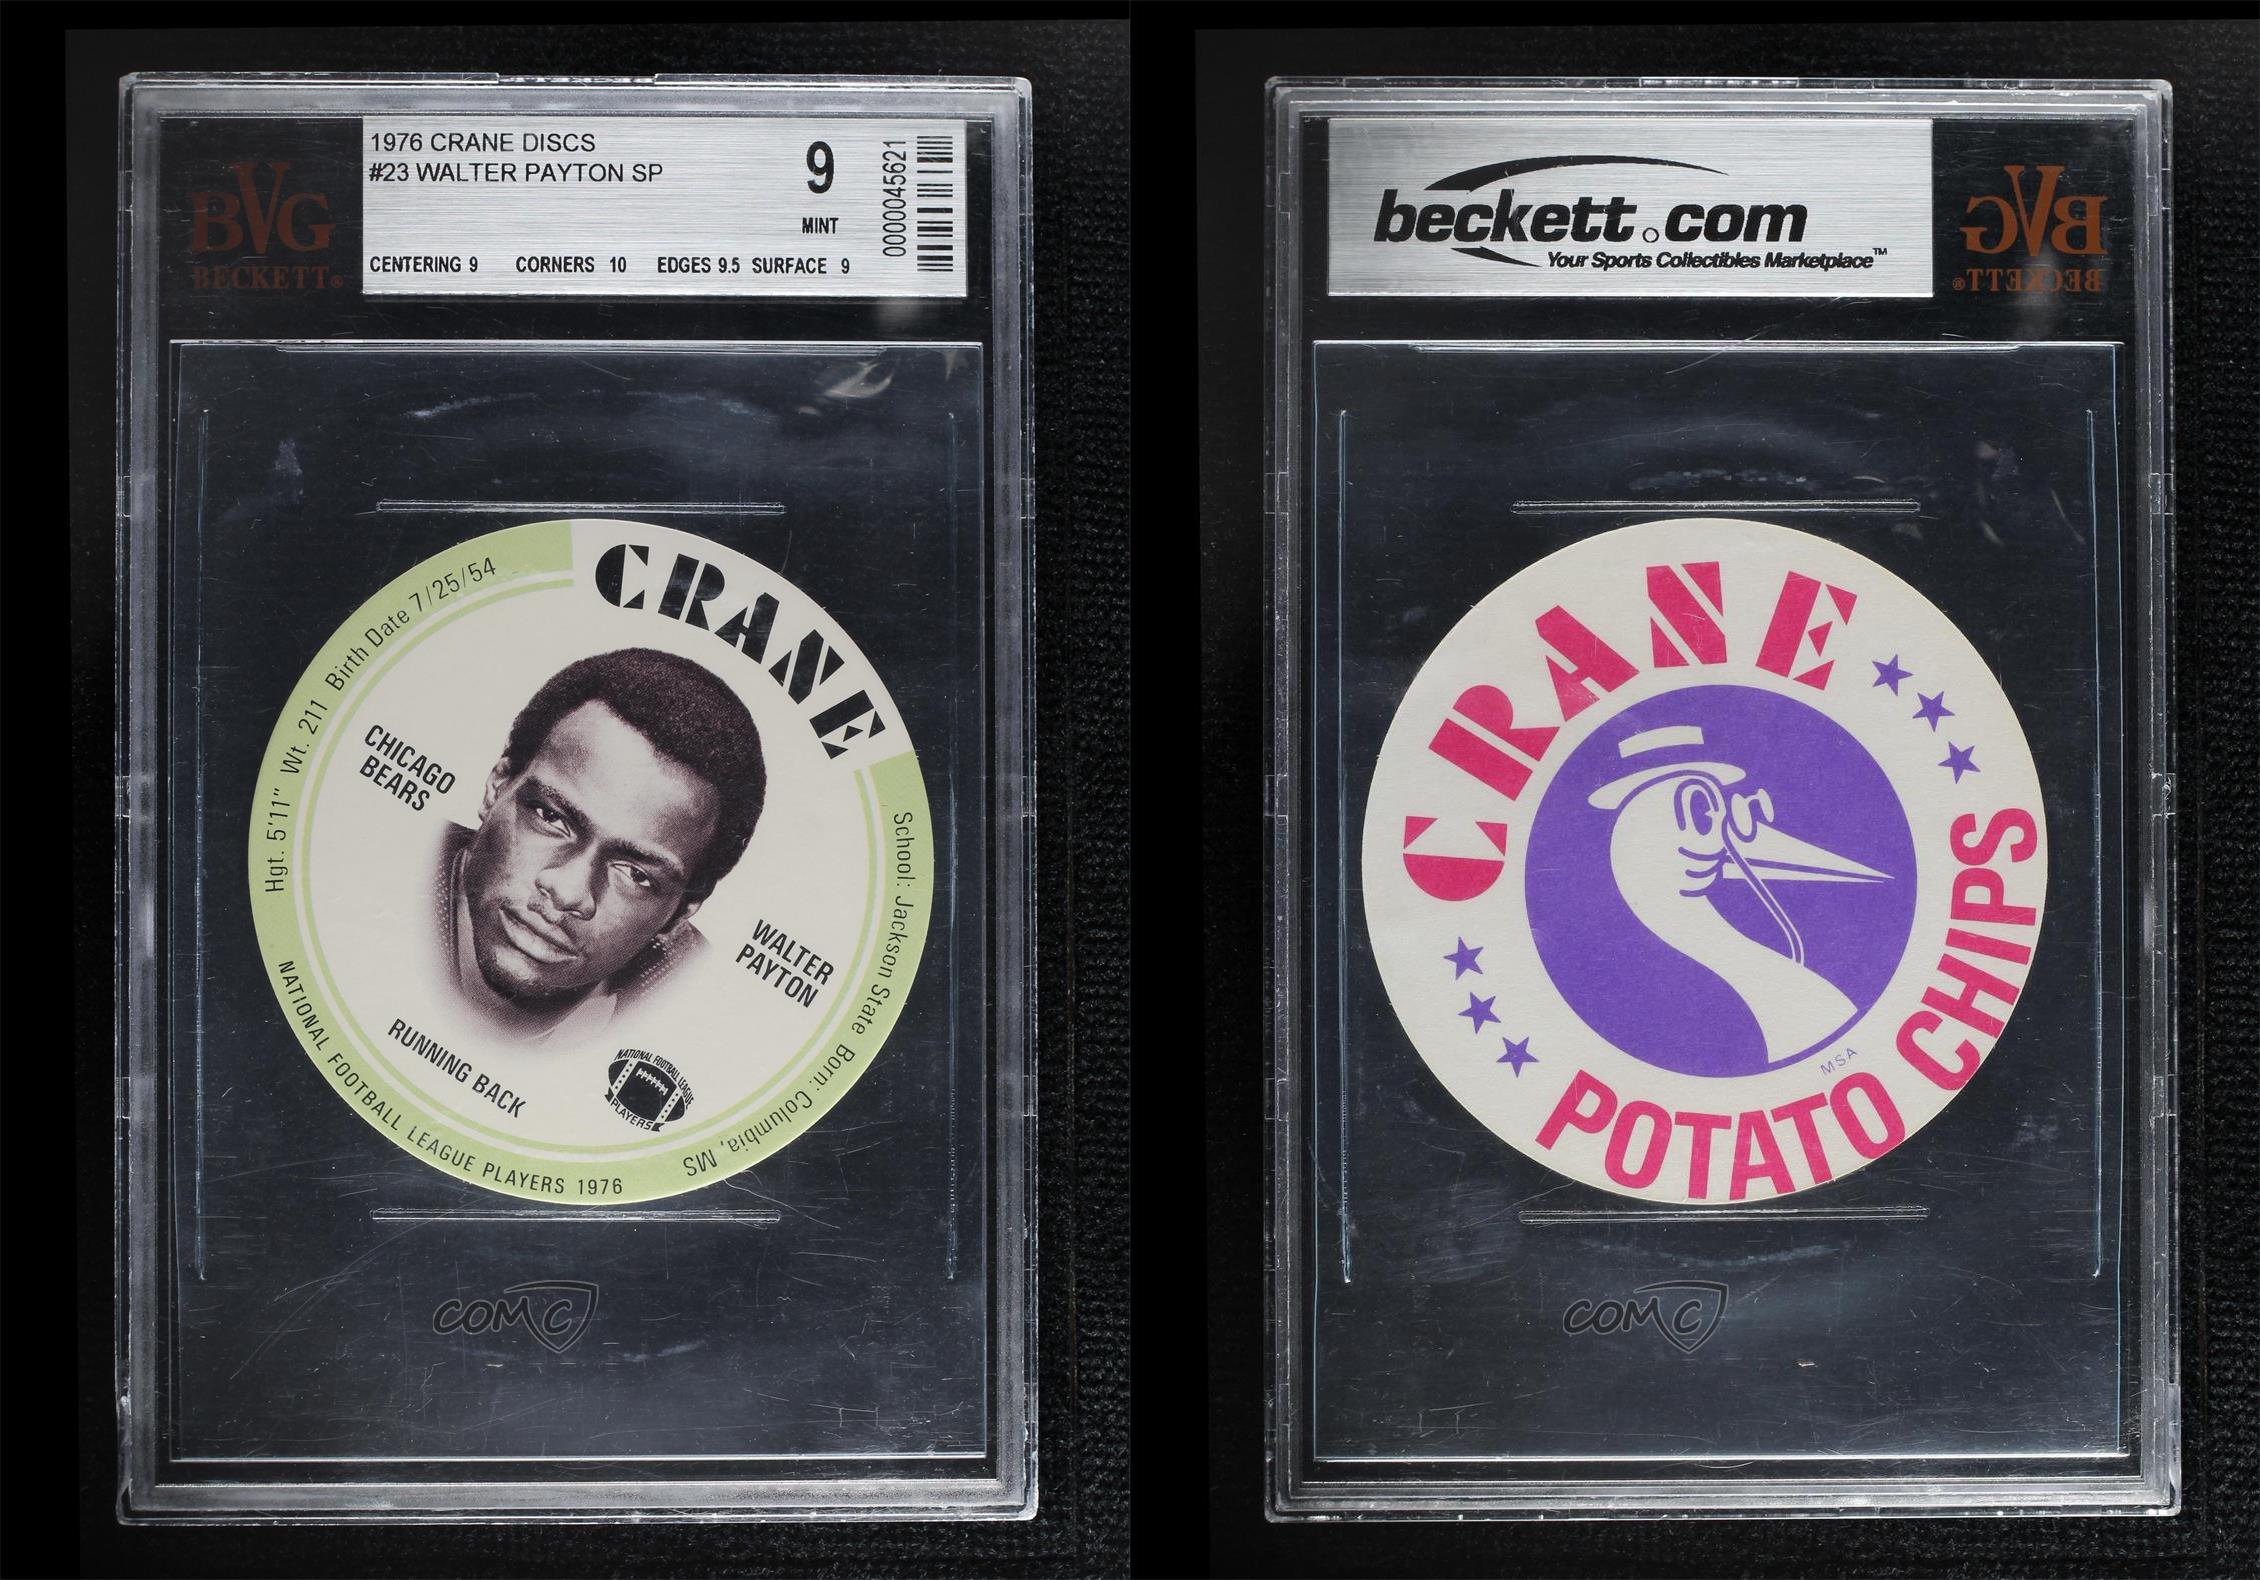 BVG
BECKETT®
1976 CRANE DISCS
#23 WALTER PAYTON SP
9
MINT
CENTERING 9 CORNERS 10 EDGES 9.5 SURFACE 9
0000045621
CRANE
Hgt. 5'11" Wt. 211 Birth Date 7/25/54
CHICAGO
BEARS
WALTER
PAYTON
RUNNING BACK
School: Jackson State Born: Columbia, MS
NATIONAL FOOTBALL LEAGUE PLAYERS 1976
NATIONAL FOOTBALL LEAGUE
PLAYERS
COMC
beckett.com
Your Sports Collectibles Marketplace™
BVG
BECKETT®
CRANE
POTATO CHIPS
MSA
COMC